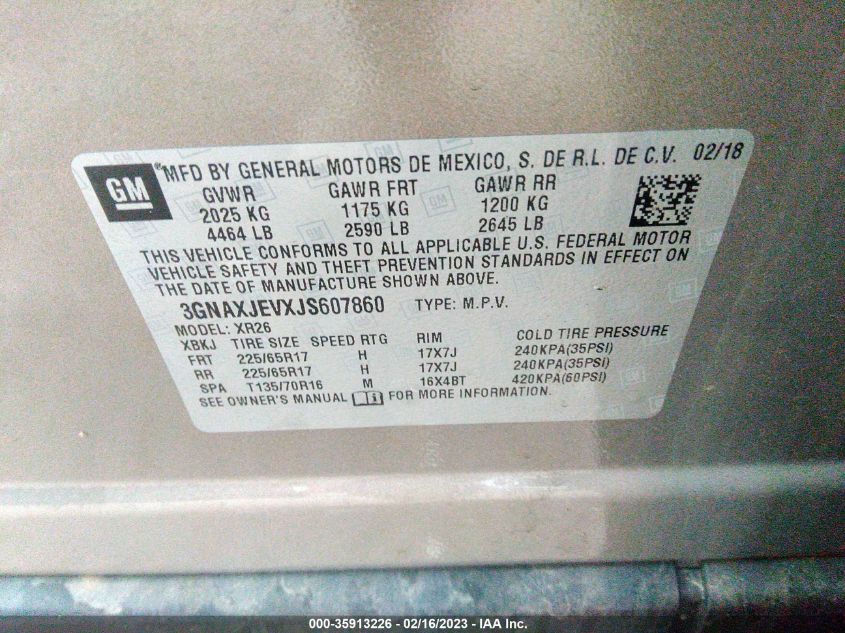 GM
®MFD BY GENERAL MOTORS DE MEXICO, S. DE R.L. DE C.V. 02/18
GVWR GAWR FRT GAWR RR
2025 KG 1175 KG 1200 KG
4464 LB 2590 LB 2645 LB
THIS VEHICLE CONFORMS TO ALL APPLICABLE U.S. FEDERAL MOTOR
VEHICLE SAFETY AND THEFT PREVENTION STANDARDS IN EFFECT ON
THE DATE OF MANUFACTURE SHOWN ABOVE.
3GNAXJEVXJS607860 TYPE: M.P.V.
MODEL: XR26
XBKJ TIRE SIZE SPEED RTG RIM COLD TIRE PRESSURE
FRT 225/65R17 H 17X7J 240KPA(35PSI)
RR 225/65R17 H 17X7J 240KPA(35PSI)
SPA T135/70R16 M 16X4BT 420KPA(60PSI)
SEE OWNER'S MANUAL FOR MORE INFORMATION.
000-35913226 - 02/16/2023 - IAA Inc.